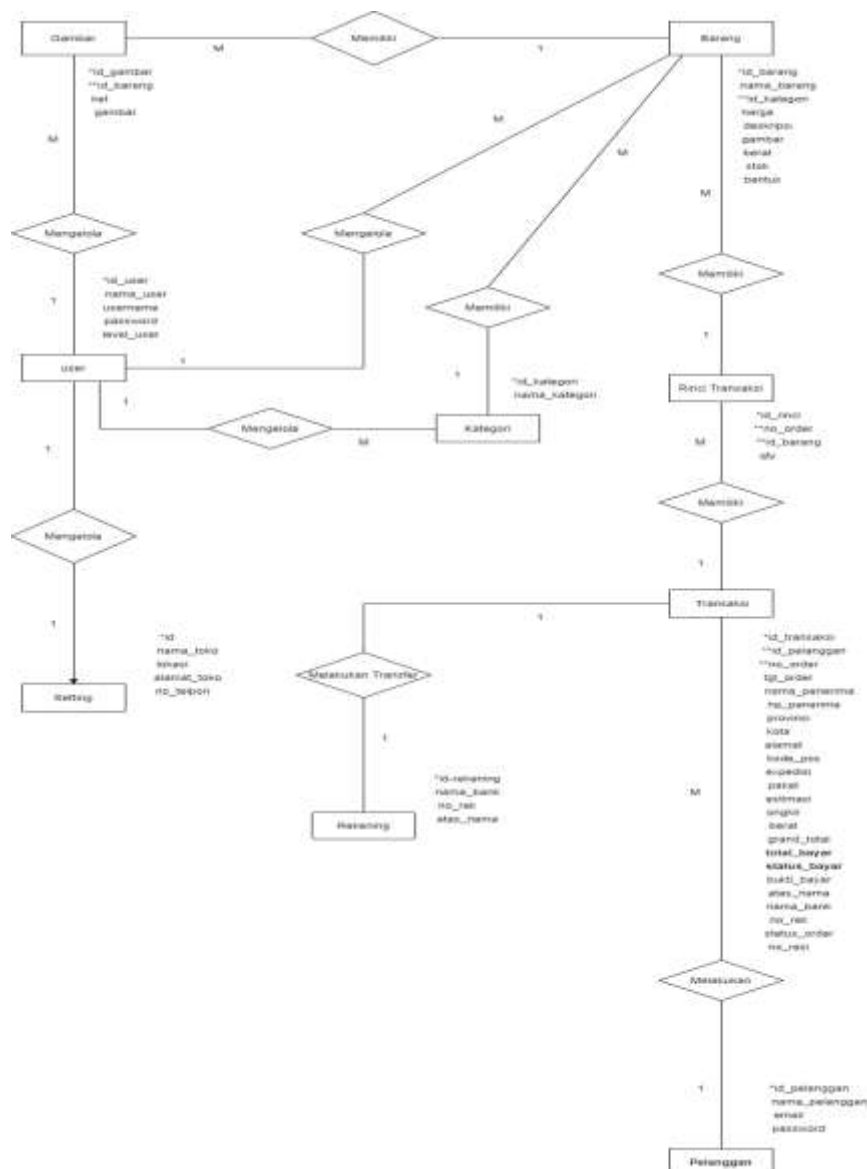 Gambar
M
Memiliki
1
Barang
*id_gambar
**id_barang
ket
gambar
*id_barang
nama_barang
**id_kategori
harga
deskripsi
gambar
berat
stok
M
M
M
M
Mengelola
Mengelola
Memiliki
*id_user
nama_user
username
password
level_user
1
Memiliki
1
user
1
1
1
*id_kategori
nama_kategori
Rinci Transaksi
1
Mengelola
M
Kategori
*id_rinci
**no_order
**id_barang
qty
M
Memiliki
Mengelola
1
1
Transaksi
1
*id
nama_toko
lokasi
alamat_toko
no_telpon
Melakukan Transfer
Setting
*id_transaksi
**id_pelanggan
**no_order
tgl_order
nama_penerima
hp_penerima
provinsi
kota
alamat
kode_pos
expedisi
paket
estimasi
ongkir
berat
grand_total
total_bayar
status_bayar
bukti_bayar
atas_nama
nama_bank
no_rek
status_order
no_resi
1
*id-rekening
nama_bank
no_rek
atas_nama
Rekening
M
Melakukan
1
*id_pelanggan
nama_pelanggan
email
password
Pelanggan